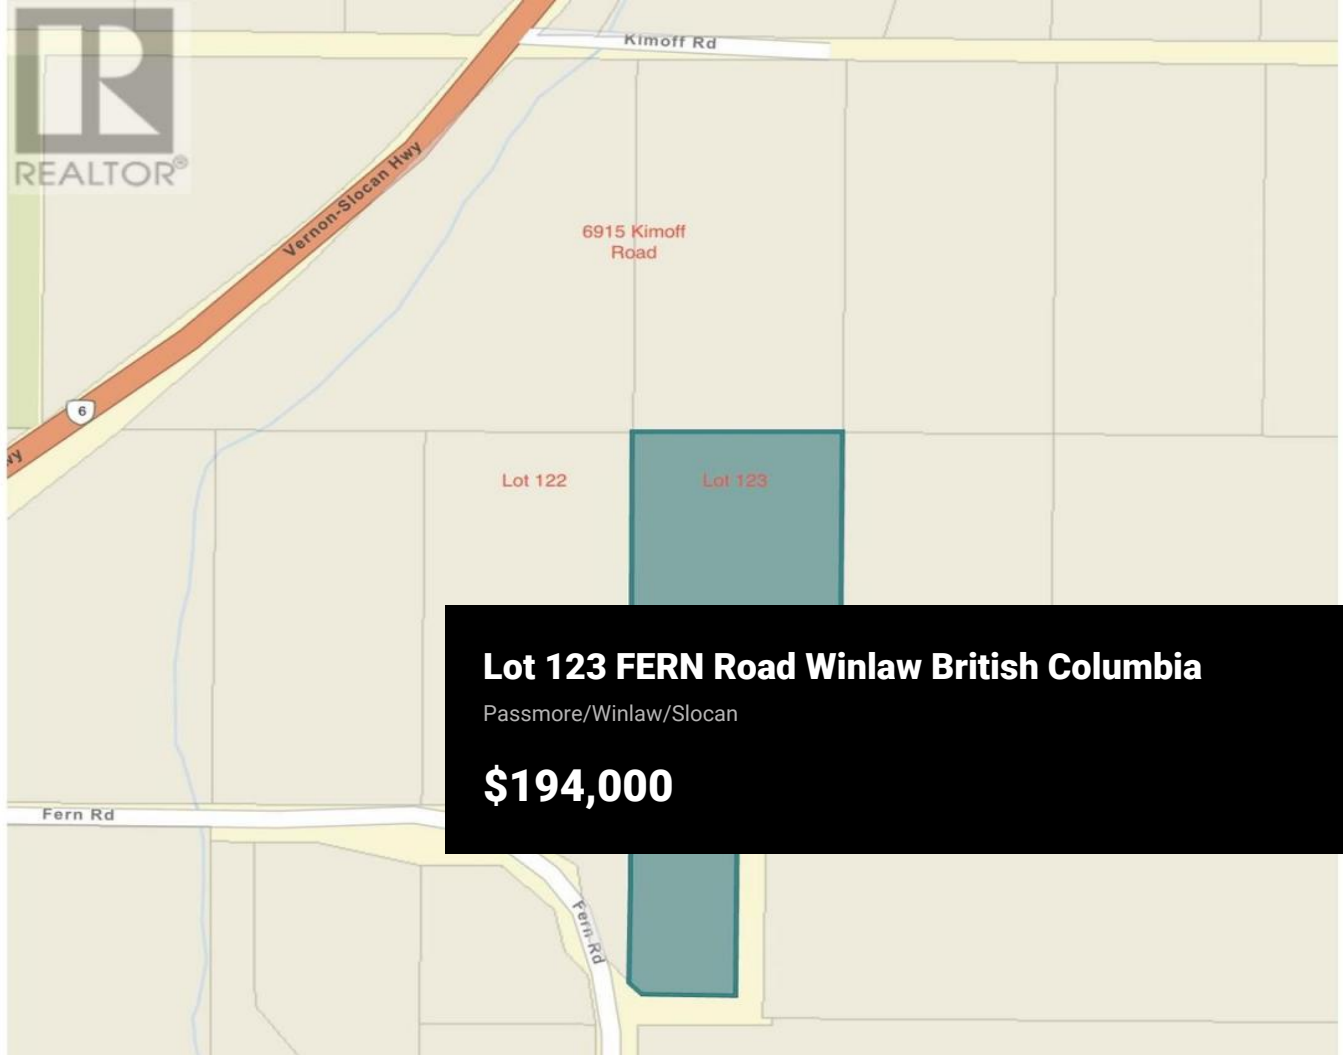 REALTOR®
Kimoff Rd
Vernon-Slocan Hwy
6915 Kimoff
Road
6
wy
Lot 122
Lot 123
Lot 123 FERN Road Winlaw British Columbia
Passmore/Winlaw/Slocan
$194,000
Fern Rd
Fern Rd